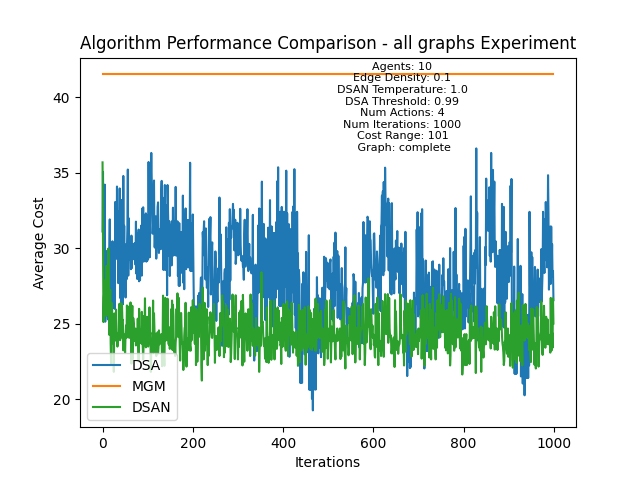 Algorithm Performance Comparison - all graphs Experiment
Agents: 10
Edge Density: 0.1
DSAN Temperature: 1.0
DSA Threshold: 0.99
Num Actions: 4
Num Iterations: 1000
Cost Range: 101
Graph: complete
Average Cost
40
35
30
25
20
DSA
MGM
DSAN
0
200
400
600
800
1000
Iterations